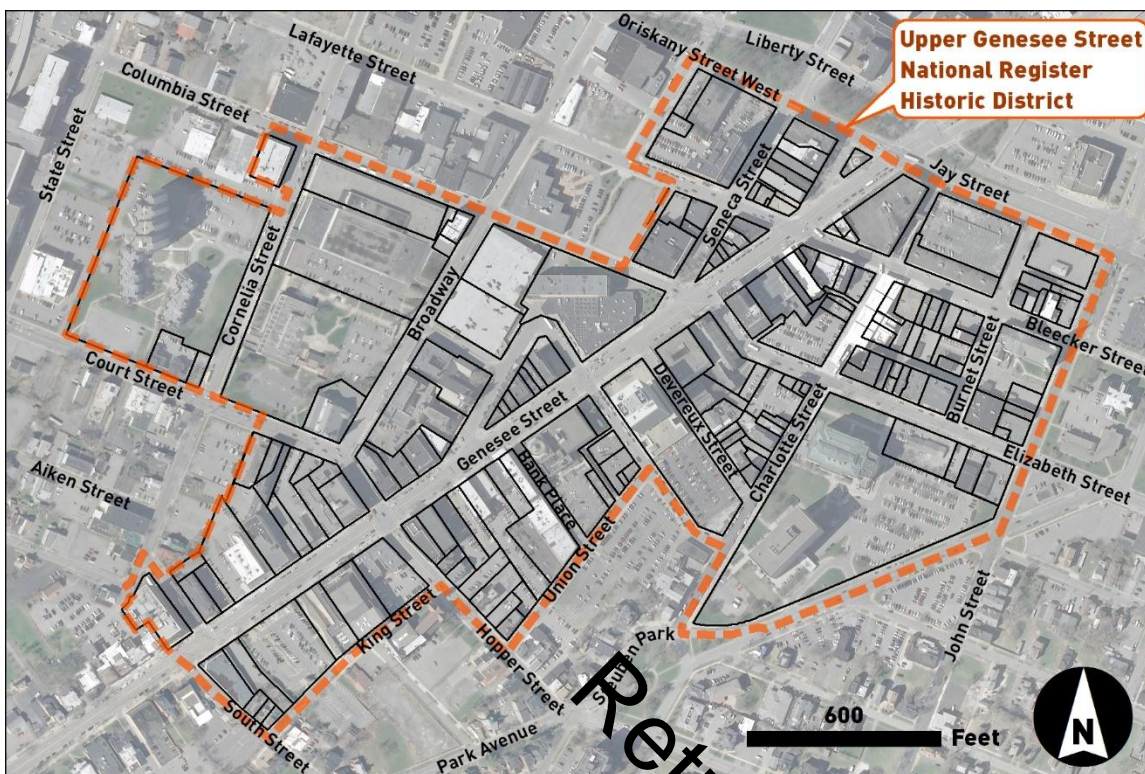 Lafayette Street
Oriskany Street West
Liberty Street
Upper Genesee Street
National Register
Historic District
Columbia Street
State Street
Jay Street
Seneca Street
Cornelia Street
Broadway
Bleecker Street
Court Street
Burnet Street
Devereux Street
Genesee Street
Charlotte Street
Elizabeth Street
Aiken Street
Bank Place
Union Street
King Street
Hopper Street
John Street
South Street
Park Avenue
600
Feet
N